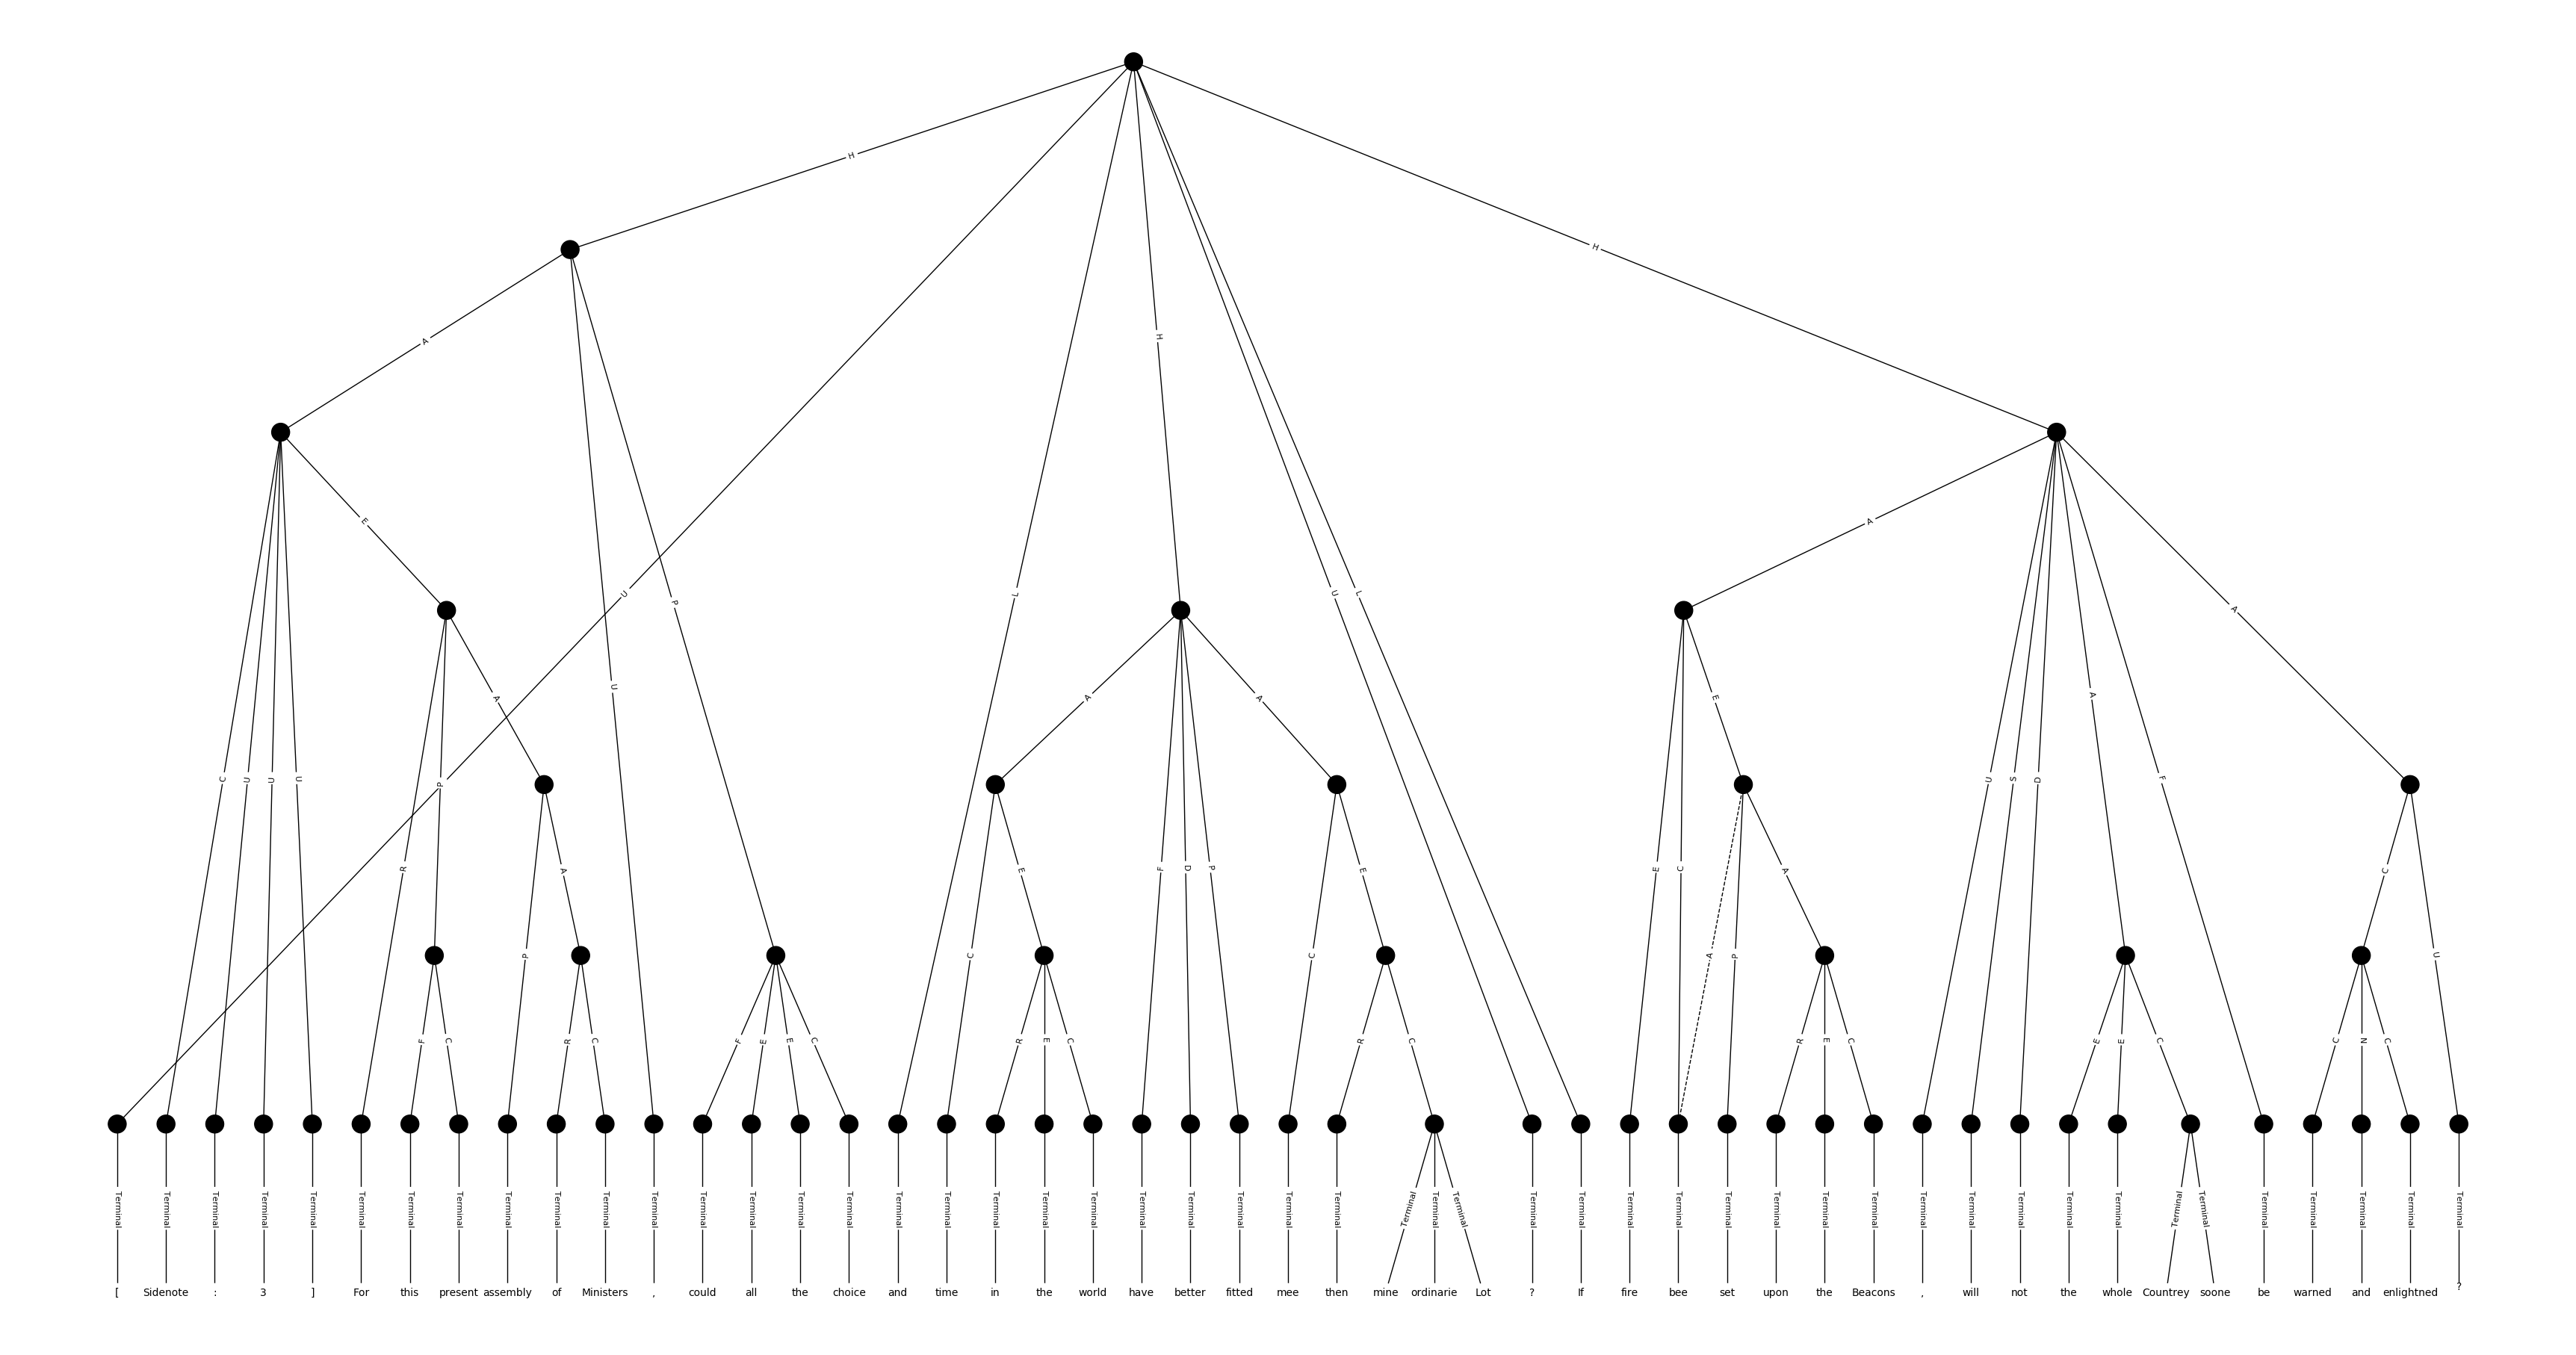 H
H
A
H
A
E
A
U
P
L
U
L
A
U
P
A
A
A
E
A
C
U
U
U
P
U
S
D
F
R
A
E
F
D
P
E
E
C
A
C
P
C
C
A
P
U
F
C
R
C
F
E
E
C
R
E
C
R
C
R
E
C
E
E
C
C
N
C
Terminal Terminal Terminal Terminal Terminal Terminal Terminal Terminal Terminal Terminal Terminal Terminal Terminal Terminal Terminal Terminal Terminal Terminal Terminal Terminal Terminal Terminal Terminal Terminal Terminal Terminal Terminal Terminal Terminal Terminal Terminal Terminal Terminal Terminal Terminal Terminal Terminal Terminal Terminal Terminal Terminal Terminal Terminal Terminal Terminal Terminal Terminal Terminal Terminal
[ Sidenote : 3 ] For this present assembly of Ministers , could all the choice and time in the world have better fitted mee then mine ordinarie Lot ? If fire bee set upon the Beacons , will not the whole Countrey soone be warned and enlightned ?